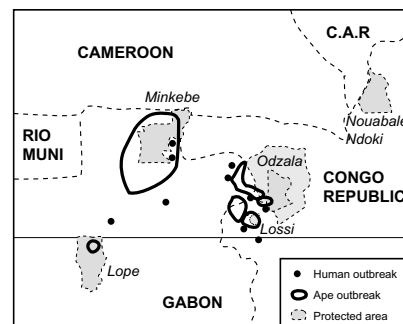 C.A.R
CAMEROON
Minkebe
Nouabale
Ndoki
RIO
MUNI
Odzala
CONGO
REPUBLIC
Lossi
Lope
GABON
Human outbreak
Ape outbreak
Protected area